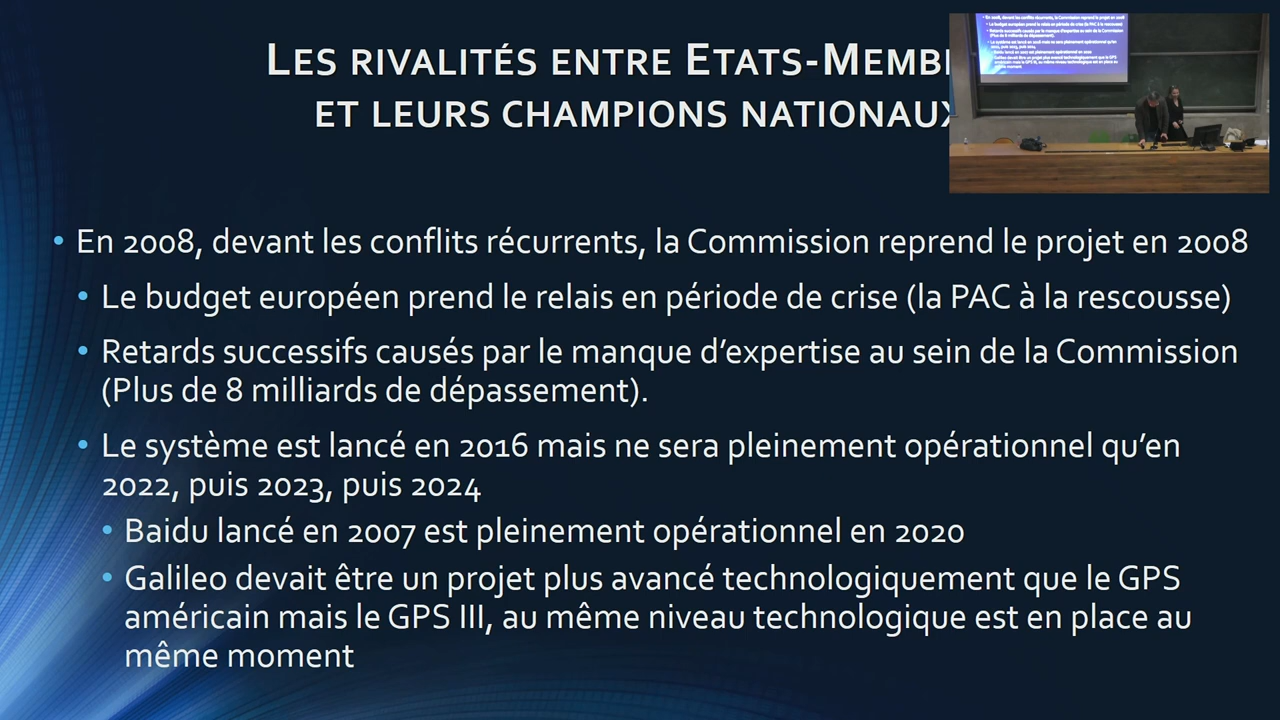 LES RIVALITÉS ENTRE ETATS-MEMB
ET LEURS CHAMPIONS NATIONAUX
• En 2008, devant les conflits récurrents, la Commission reprend le projet en 2008
• Le budget européen prend le relais en période de crise (la PAC à la rescousse)
• Retards successifs causés par le manque d'expertise au sein de la Commission
(Plus de 8 milliards de dépassement).
• Le système est lancé en 2016 mais ne sera pleinement opérationnel qu'en
2022, puis 2023, puis 2024
• Baidu lancé en 2007 est pleinement opérationnel en 2020
• Galileo devait être un projet plus avancé technologiquement que le GPS
américain mais le GPS III, au même niveau technologique est en place au
même moment